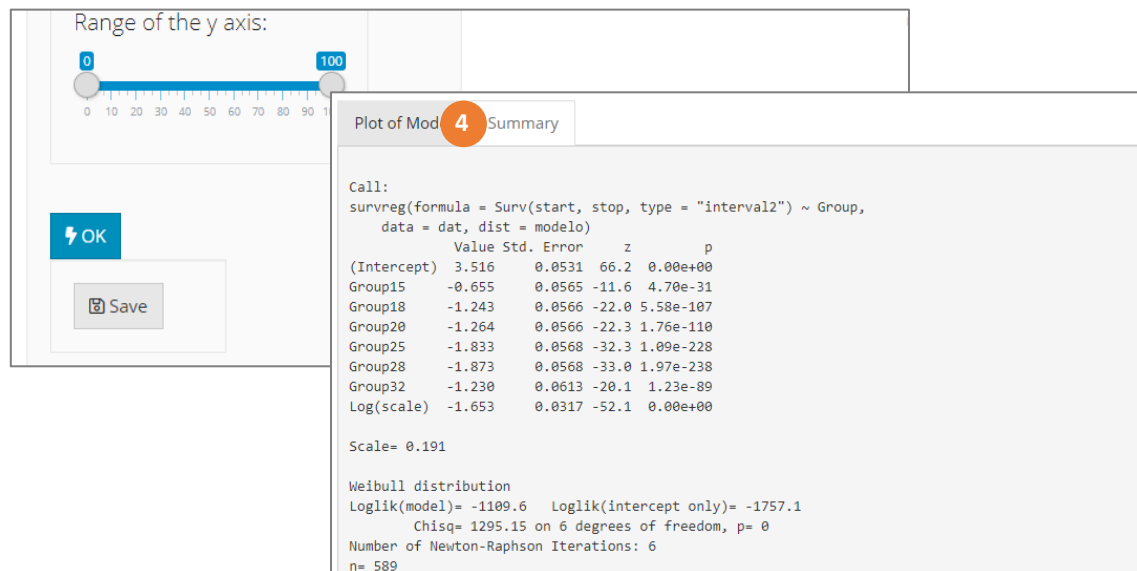 Range of the y axis:
0 100
0 10 20 30 40 50 60 70 80 90
OK
Save
Plot of Mod 4 Summary
Call:
survreg(formula = Surv(start, stop, type = "interval2") ~ Group,
data = dat, dist = modelo)
Value Std. Error z p
(Intercept) 3.516 0.0531 66.2 0.00e+00
Group15 -0.655 0.0565 -11.6 4.70e-31
Group18 -1.243 0.0566 -22.0 5.58e-107
Group20 -1.264 0.0566 -22.3 1.76e-110
Group25 -1.833 0.0568 -32.3 1.09e-228
Group28 -1.873 0.0568 -33.0 1.97e-238
Group32 -1.230 0.0613 -20.1 1.23e-89
Log(scale) -1.653 0.0317 -52.1 0.00e+00
Scale= 0.191
Weibull distribution
Loglik(model)= -1109.6 Loglik(intercept only)= -1757.1
Chisq= 1295.15 on 6 degrees of freedom, p= 0
Number of Newton-Raphson Iterations: 6
n= 589